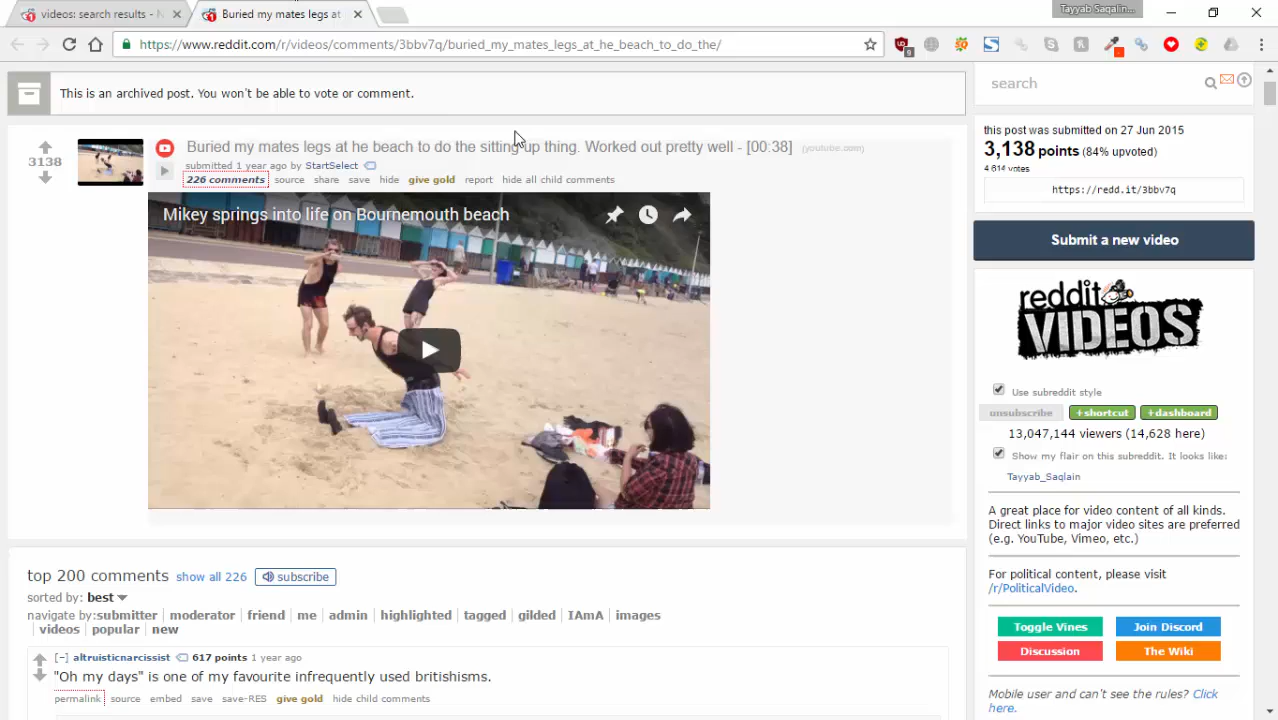 videos: search results - N
Buried my mates legs at
Tayyab Saqalin...
https://www.reddit.com/r/videos/comments/3bbv7q/buried_my_mates_legs_at_he_beach_to_do_the/
9
This is an archived post. You won't be able to vote or comment.
search
3138
Buried my mates legs at he beach to do the sitting up thing. Worked out pretty well - [00:38] (youtube.com)
submitted 1 year ago by StartSelect
226 comments source share save hide give gold report hide all child comments
Mikey springs into life on Bournemouth beach
this post was submitted on 27 Jun 2015
3,138 points (84% upvoted)
4 614 votes
https://redd.it/3bbv7q
Submit a new video
reddit
VIDEOS
Use subreddit style
unsubscribe +shortcut +dashboard
13,047,144 viewers (14,628 here)
Show my flair on this subreddit. It looks like:
Tayyab_Saqlain
A great place for video content of all kinds.
Direct links to major video sites are preferred
(e.g. YouTube, Vimeo, etc.)
For political content, please visit
/r/PoliticalVideo.
Toggle Vines Join Discord
Discussion The Wiki
Mobile user and can't see the rules? Click
here.
top 200 comments show all 226 subscribe
sorted by: best
navigate by:submitter moderator friend me admin highlighted tagged gilded IAmA images
videos popular new
[-] altruisticnarcissist 617 points 1 year ago
"Oh my days" is one of my favourite infrequently used britishisms.
permalink source embed save save-RES give gold hide child comments